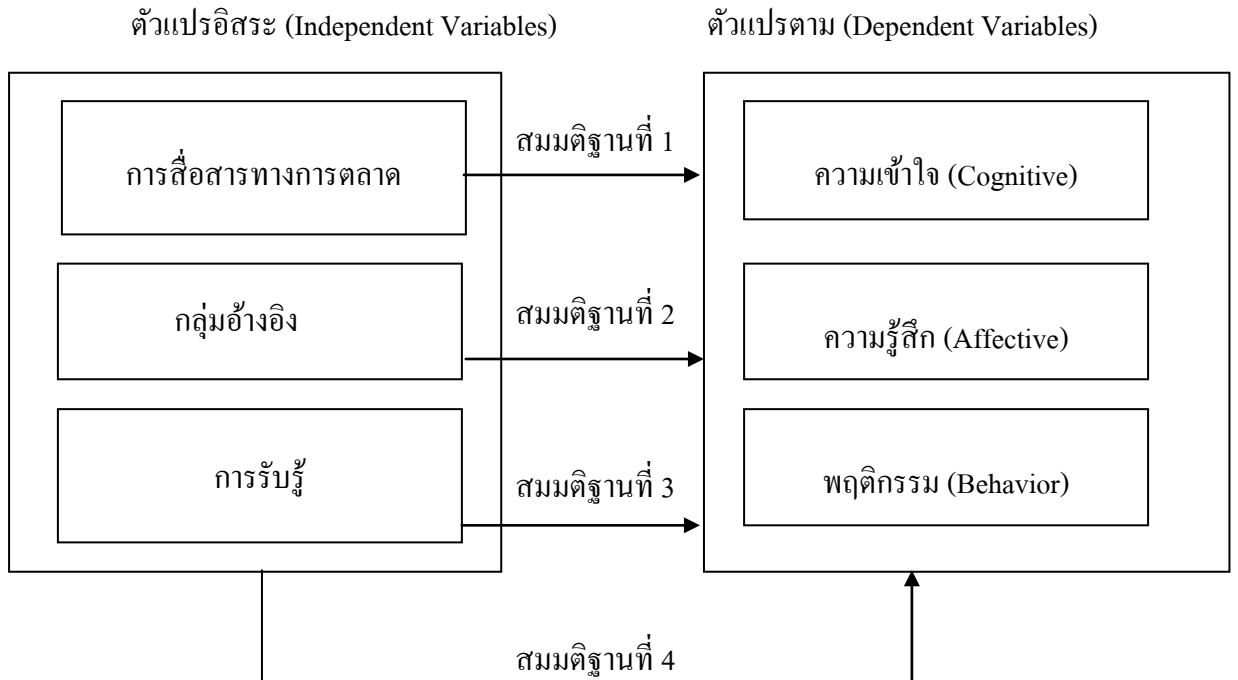 ตัวแปรอิสระ (Independent Variables)
ตัวแปรตาม (Dependent Variables)
การสื่อสารทางการตลาด
สมมติฐานที่ 1
ความเข้าใจ (Cognitive)
กลุ่มอ้างอิง
สมมติฐานที่ 2
ความรู้สึก (Affective)
การรับรู้
สมมติฐานที่ 3
พฤติกรรม (Behavior)
สมมติฐานที่ 4